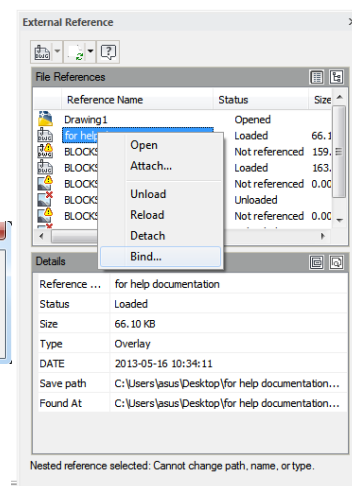 External Reference
File References
Reference Name Status Size
Drawing1 Opened
for help Loaded 66.1
BLOCKS Not referenced 159.
BLOCKS Loaded 163.
BLOCKS Not referenced 0.00
BLOCKS Unloaded
BLOCKS Not referenced 0.00
Open
Attach...
Unload
Reload
Detach
Bind...
Details
Reference ... for help documentation
Status Loaded
Size 66.10 KB
Type Overlay
DATE 2013-05-16 10:34:11
Save path C:\Users\asus\Desktop\for help documentation...
Found At C:\Users\asus\Desktop\for help documentation...
Nested reference selected: Cannot change path, name, or type.